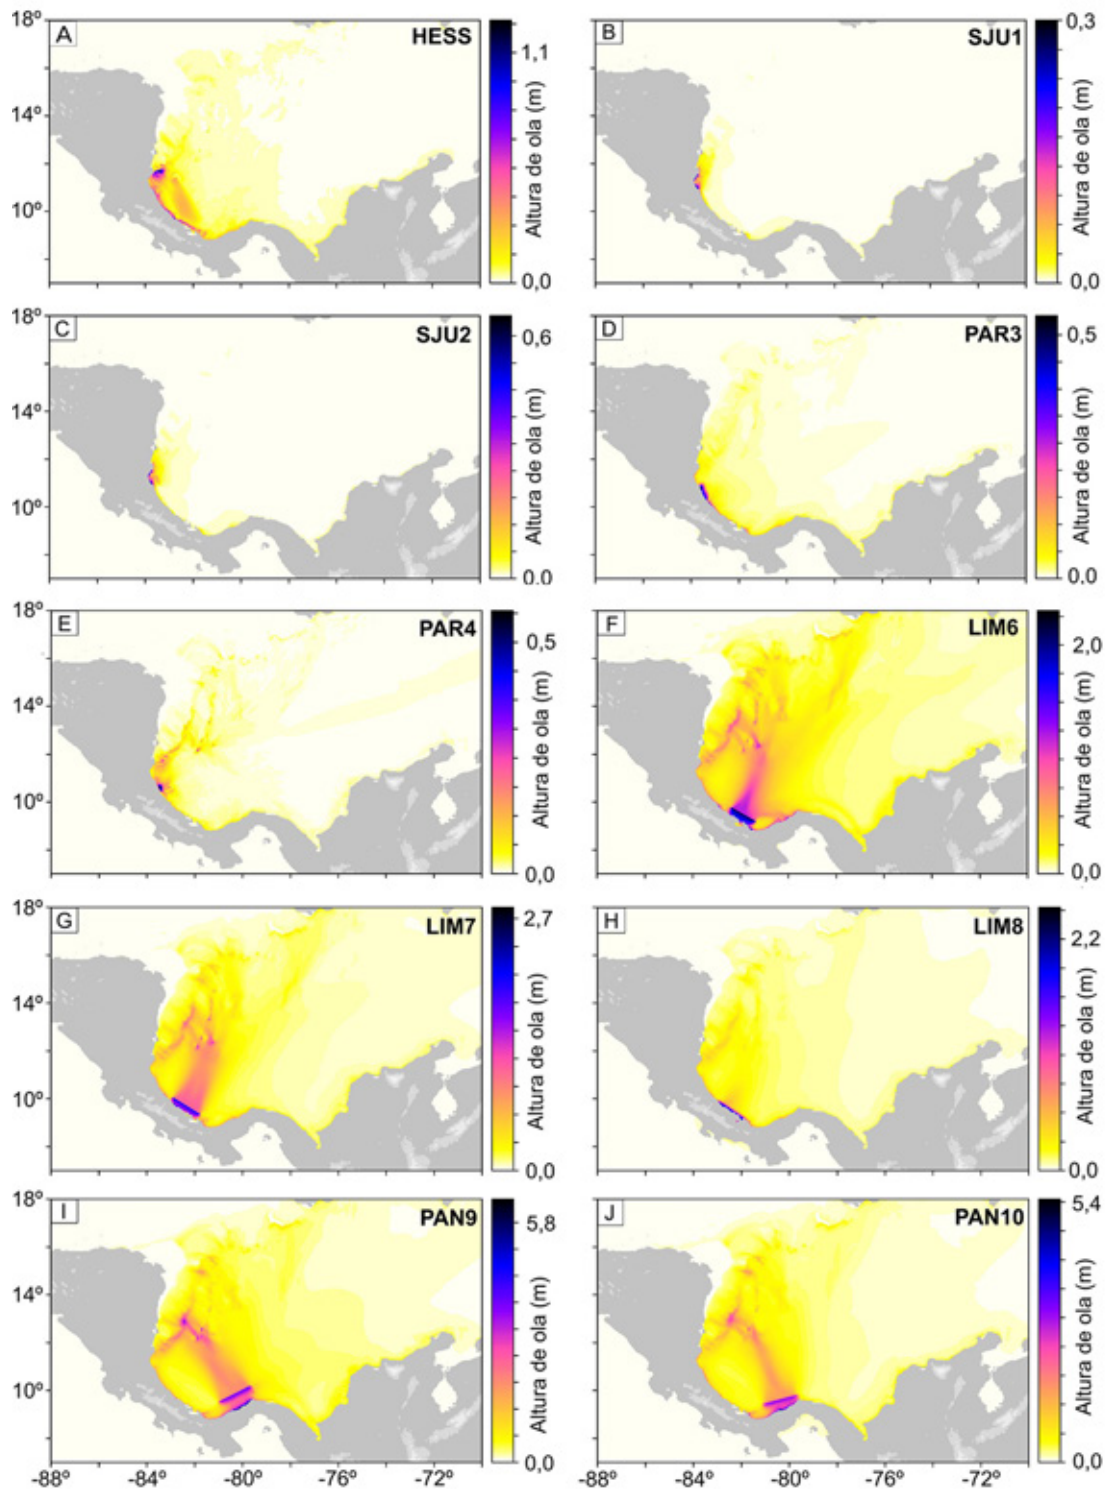 A
HESS
18º
14º
10º
1,1
0,0
Altura de ola (m)
B
SJU1
0,3
0,0
Altura de ola (m)
C
SJU2
18º
14º
10º
0,6
0.0
Altura de ola (m)
D
PAR3
0,5
0,0
Altura de ola (m)
E
PAR4
18º
14º
10º
0,5
0,0
Altura de ola (m)
F
LIM6
2,0
0,0
Altura de ola (m)
G
LIM7
18º
14º
10º
2,7
0,0
Altura de ola (m)
H
LIM8
2,2
0,0
Altura de ola (m)
I
PAN9
18º
14º
10º
5,8
0,0
Altura de ola (m)
-88º -84º -80º -76º -72º
J
PAN10
5,4
0,0
Altura de ola (m)
-88º -84º -80º -76º -72º